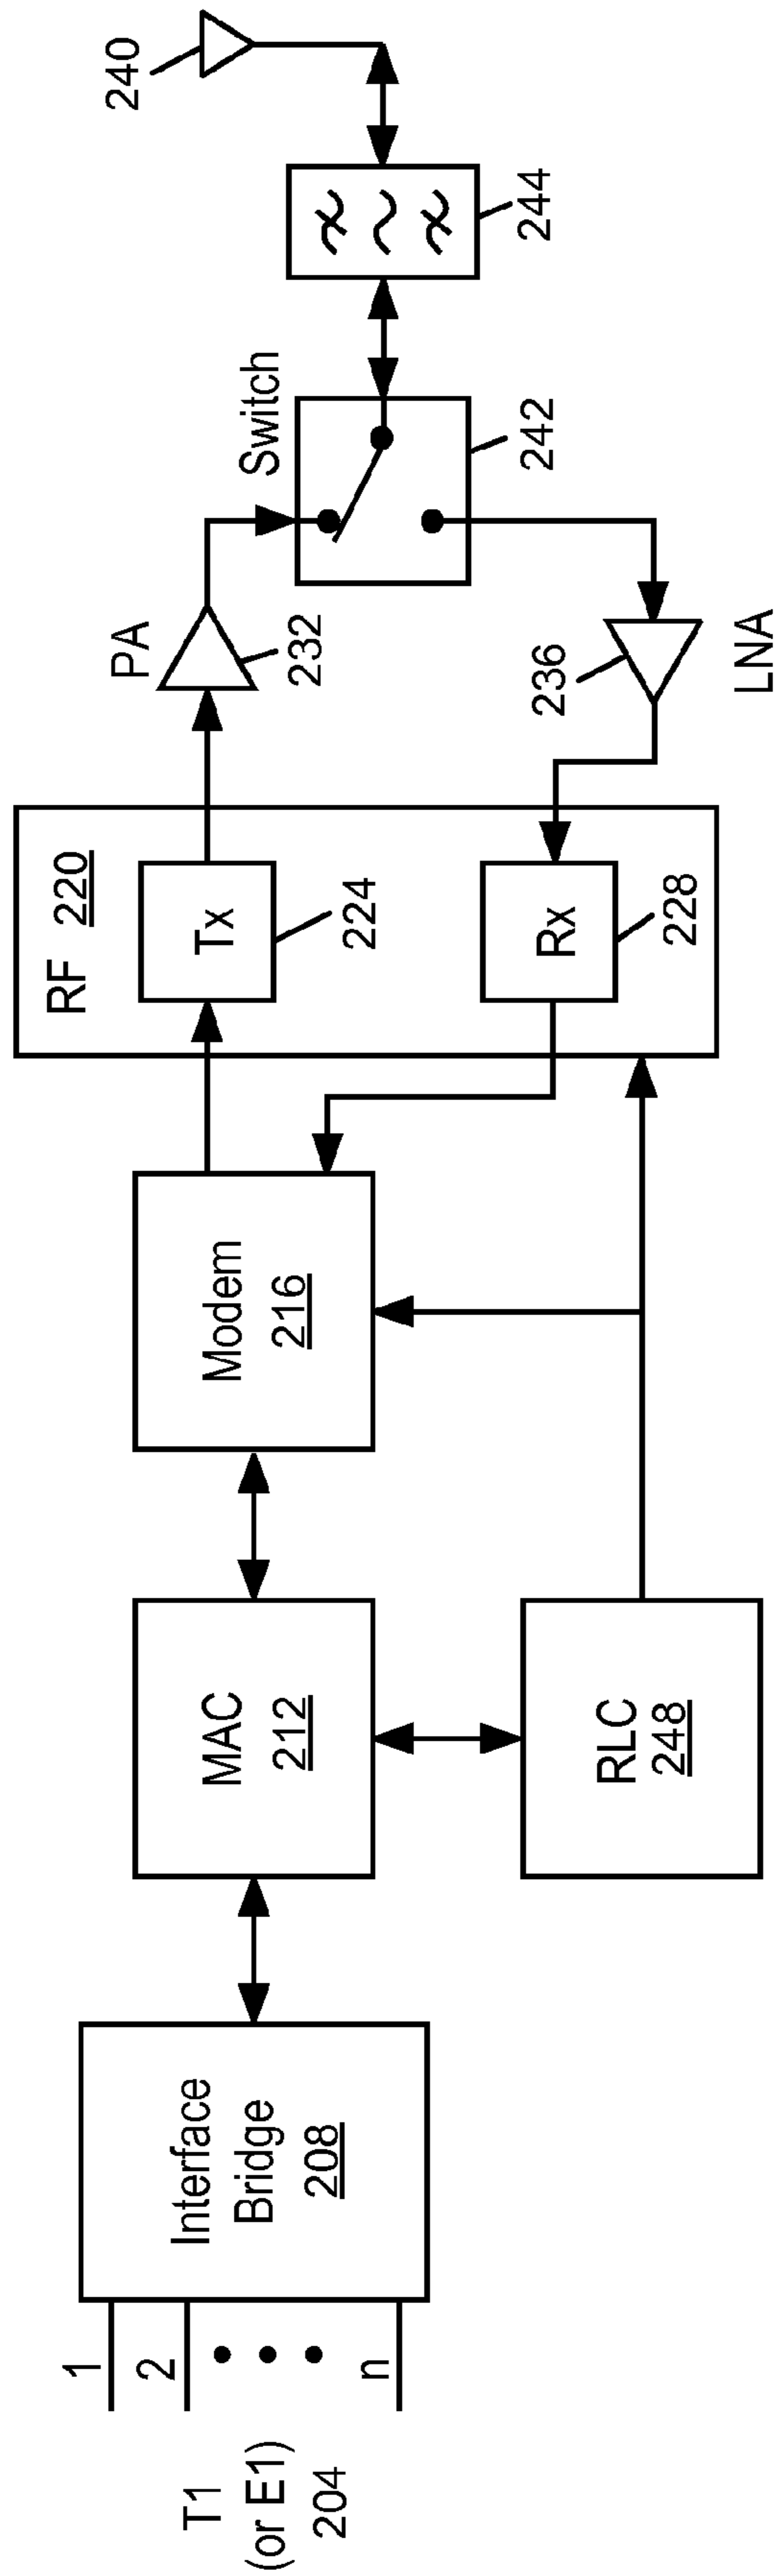 T1
(or E1)
204
1
2
n
Interface
Bridge
208
MAC
212
RLC
248
Modem
216
RF 220
Tx
224
Rx
228
PA
232
236
LNA
Switch
242
244
240